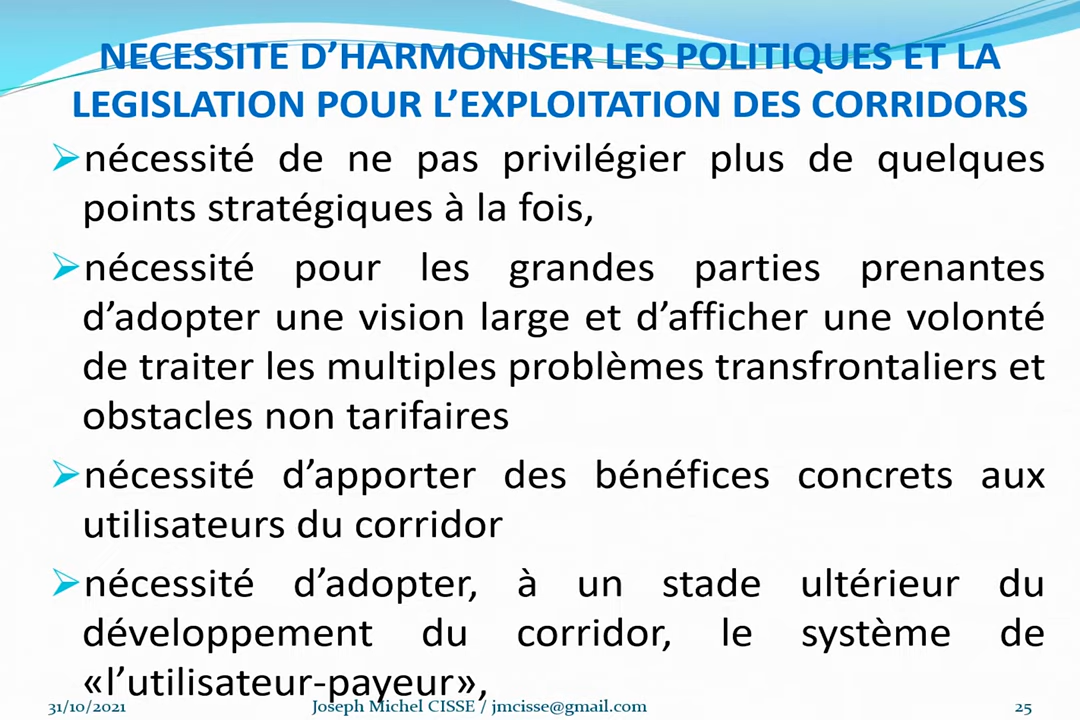 NECESSITE D’HARMONISER LES POLITIQUES ET LA
LEGISLATION POUR L’EXPLOITATION DES CORRIDORS
➢nécessité de ne pas privilégier plus de quelques
points stratégiques à la fois,
➢nécessité pour les grandes parties prenantes
d’adopter une vision large et d’afficher une volonté
de traiter les multiples problèmes transfrontaliers et
obstacles non tarifaires
➢nécessité d’apporter des bénéfices concrets aux
utilisateurs du corridor
➢nécessité d’adopter, à un stade ultérieur du
développement du corridor, le système de
«l’utilisateur-payeur»,
31/10/2021 Joseph Michel CISSE / jmcisse@gmail.com 25